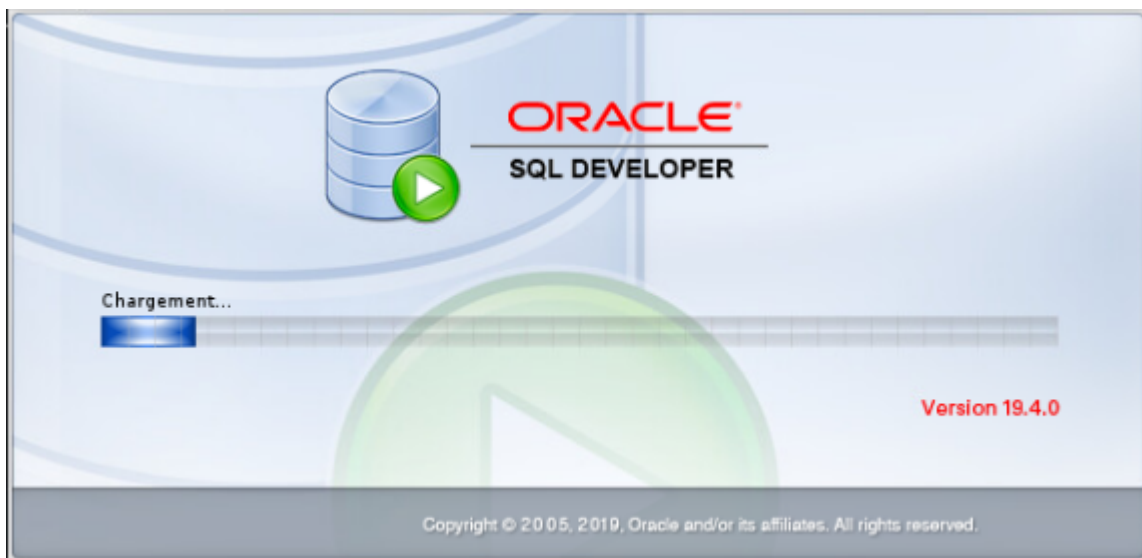 ORACLE®
SQL DEVELOPER
Chargement...
Version 19.4.0
Copyright © 2005, 2019, Oracle and/or its affiliates. All rights reserved.